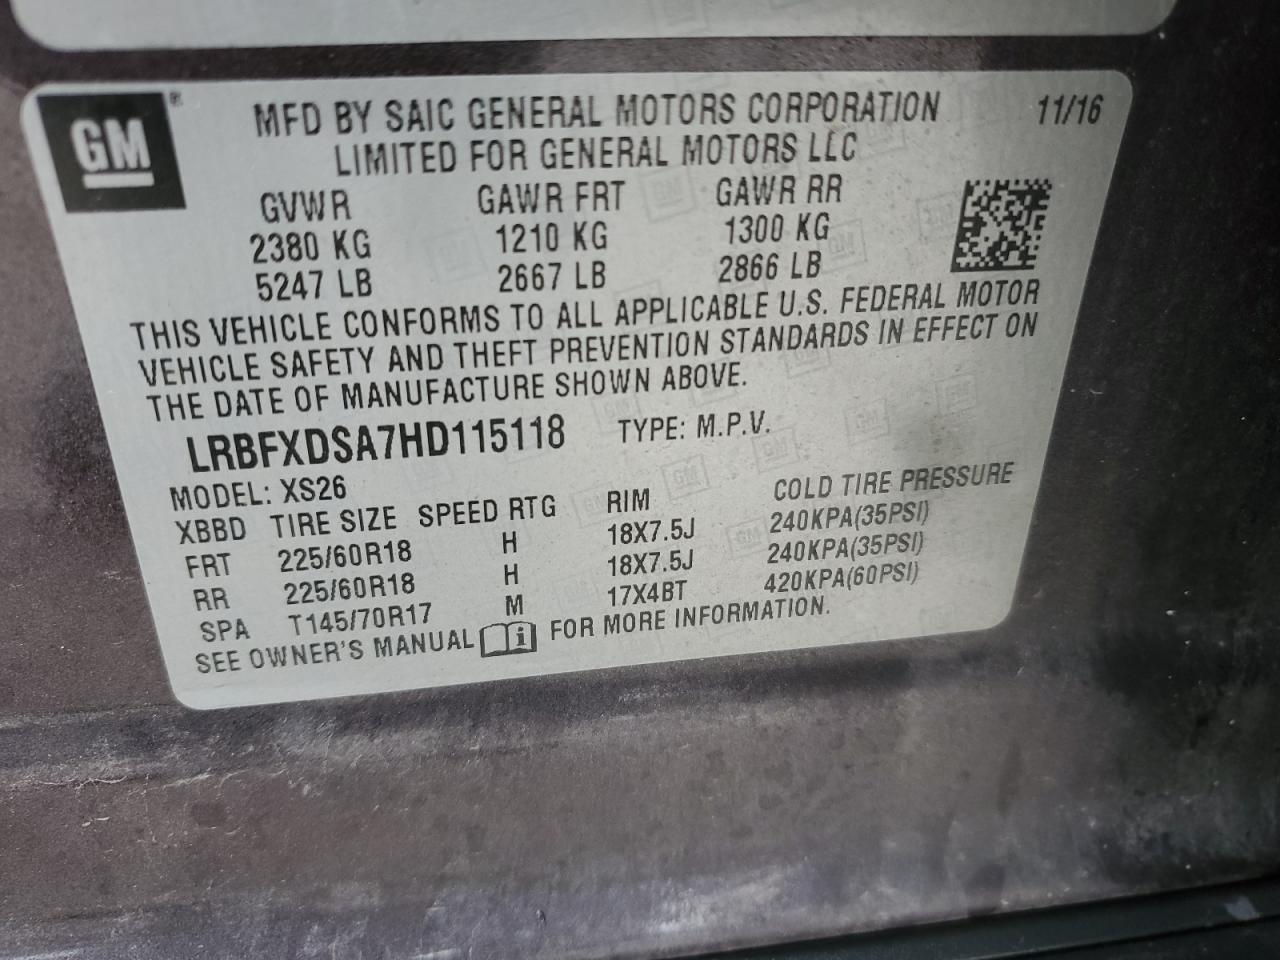 GM ®
MFD BY SAIC GENERAL MOTORS CORPORATION 11/16
LIMITED FOR GENERAL MOTORS LLC
GVWR GAWR FRT GAWR RR
2380 KG 1210 KG 1300 KG
5247 LB 2667 LB 2866 LB
THIS VEHICLE CONFORMS TO ALL APPLICABLE U.S. FEDERAL MOTOR
VEHICLE SAFETY AND THEFT PREVENTION STANDARDS IN EFFECT ON
THE DATE OF MANUFACTURE SHOWN ABOVE.
LRBFXDSA7HD115118 TYPE: M.P.V.
MODEL: XS26
XBBD TIRE SIZE SPEED RTG RIM COLD TIRE PRESSURE
FRT 225/60R18 H 18X7.5J 240KPA(35PSI)
RR 225/60R18 H 18X7.5J 240KPA(35PSI)
SPA T145/70R17 M 17X4BT 420KPA(60PSI)
SEE OWNER'S MANUAL FOR MORE INFORMATION.